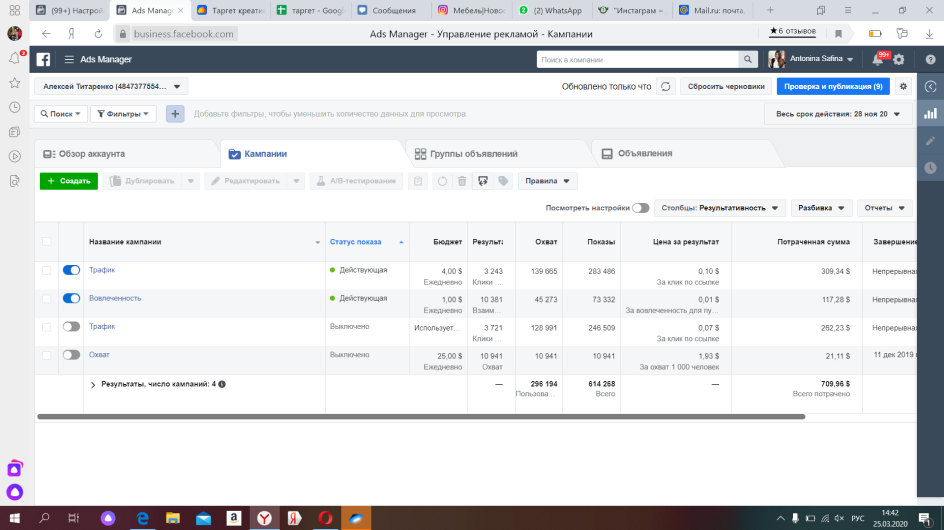 (99+) Настрой
Ads Manage
Таргет креатив
таргет – Goog
Сообщения
Мебель|Новос
(2) WhatsApp
"Инстаграм –
Mail.ru: почта,
business.facebook.com
Ads Manager - Управление рекламой - Кампании
★6 отзывов
Ads Manager
Поиск в кампании
Antonina Safina
99+
Алексей Титаренко (4847377554...
Обновлено только что
Сбросить черновики
Проверка и публикация (9)
Поиск
Фильтры
Добавьте фильтры, чтобы уменьшить количество данных для просмотра.
Весь срок действия: 28 ноя 20
Обзор аккаунта
Кампании
Группы объявлений
Объявления
+ Создать
Дублировать
Редактировать
A/B-тестирование
Правила
Посмотреть настройки
Столбцы: Результативность
Разбивка
Отчеты
Название кампании
Статус показа
Бюджет
Результа
Охват
Показы
Цена за результат
Потраченная сумма
Завершение
Трафик
Действующая
4,00 $
3 243
139 665
283 486
0,10 $
309,34 $
Непрерывная
Ежедневно
Клики ...
За клик по ссылке
Вовлеченность
Действующая
1,00 $
10 381
45 273
73 332
0,01 $
117,28 $
Непрерывная
Ежедневно
Взаим...
За вовлеченность для пу...
Трафик
Выключено
Использует...
3 721
128 991
246 509
0,07 $
262,23 $
Непрерывная
Клики ...
За клик по ссылке
Охват
Выключено
25,00 $
10 941
10 941
10 941
1,93 $
21,11 $
11 дек 2019
Ежедневно
Охват
За охват 1 000 человек
Результаты, число кампаний: 4
—
296 194
614 268
—
709,96 $
Пользова...
Всего
Всего потрачено
РУС
14:42
25.03.2020